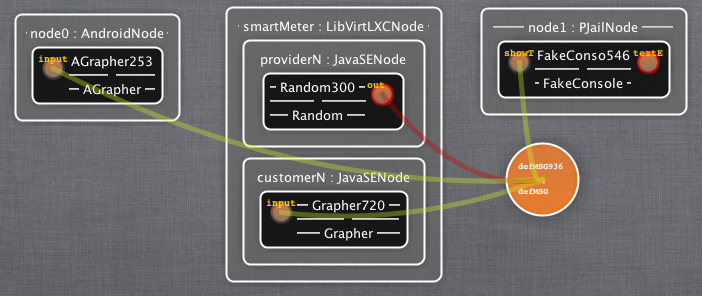 node0 : AndroidNode
input
AGrapher253
AGrapher
smartMeter : LibVirtLXCNode
providerN : JavaSENode
Random300
out
Random
customerN : JavaSENode
input
Grapher720
Grapher
node1 : PJailNode
showT
FakeConso546
textE
FakeConsole
defMSG936
defMSG